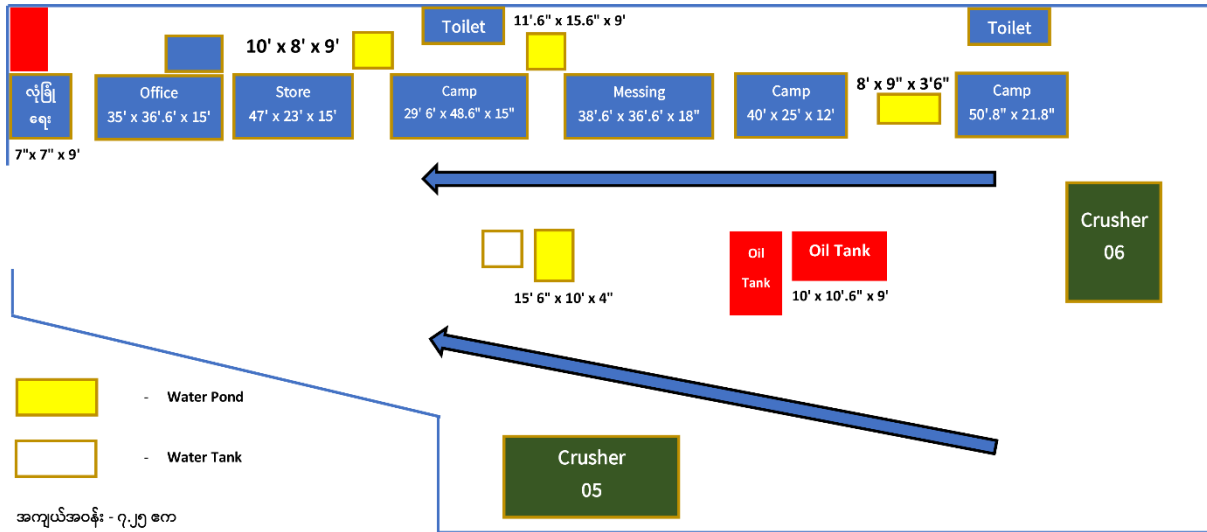 11'.6" x 15.6" x 9'
Toilet
Toilet
10' x 8' x 9'
8' x 9" x 3'6"
လုံခြုံ
ရေး
Office
35' x 36'.6' x 15'
Store
47' x 23' x 15'
Camp
29' 6' x 48.6" x 15"
Messing
38'.6' x 36'.6' x 18"
Camp
40' x 25' x 12'
Camp
50'.8" x 21.8"
7"x 7" x 9'
Crusher
06
Oil
Tank
Oil Tank
10' x 10'.6" x 9'
15' 6" x 10' x 4"
- Water Pond
- Water Tank
Crusher
05
အကျယ်အဝန်း - ၇.၂၅ ဧက